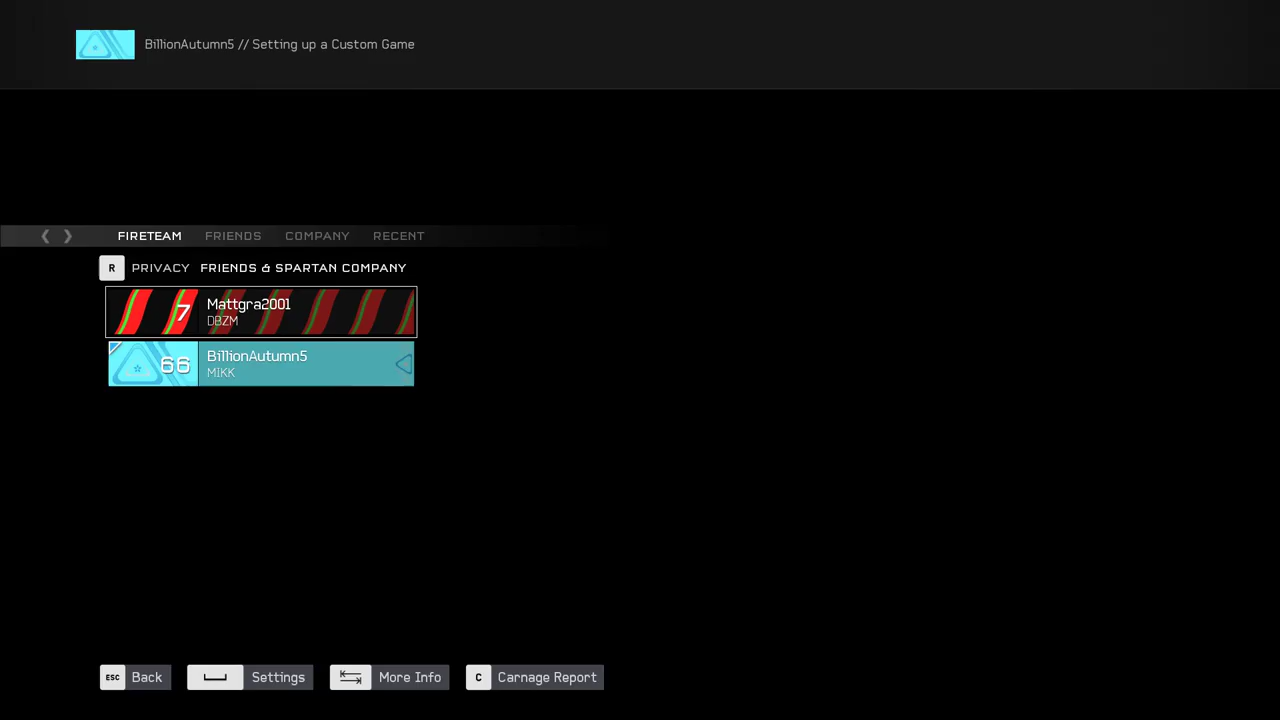 BillionAutumn5 // Setting up a Custom Game
FIRETEAM FRIENDS COMPANY RECENT
R PRIVACY FRIENDS & SPARTAN COMPANY
7 Mattgra2001
DBZM
66 BillionAutumn5
MIKK
ESC Back Settings More Info C Carnage Report